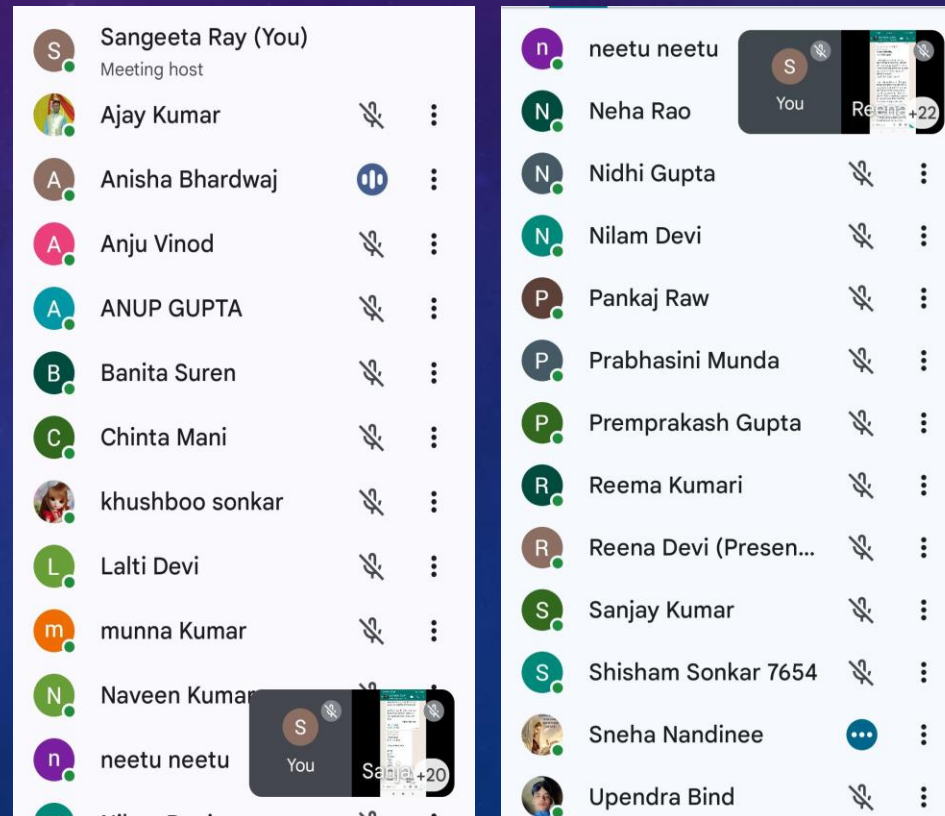 S
Sangeeta Ray (You)
Meeting host
Ajay Kumar
A
Anisha Bhardwaj
A
Anju Vinod
A
ANUP GUPTA
B
Banita Suren
C
Chinta Mani
khushboo sonkar
L
Lalti Devi
m
munna Kumar
N
Naveen Kumar
n
neetu neetu
S
You
+20
n
neetu neetu
N
Neha Rao
S
You
+22
N
Nidhi Gupta
N
Nilam Devi
P
Pankaj Raw
P
Prabhasini Munda
P
Premprakash Gupta
R
Reema Kumari
R
Reena Devi (Presen...
S
Sanjay Kumar
S
Shisham Sonkar 7654
Sneha Nandinee
Upendra Bind